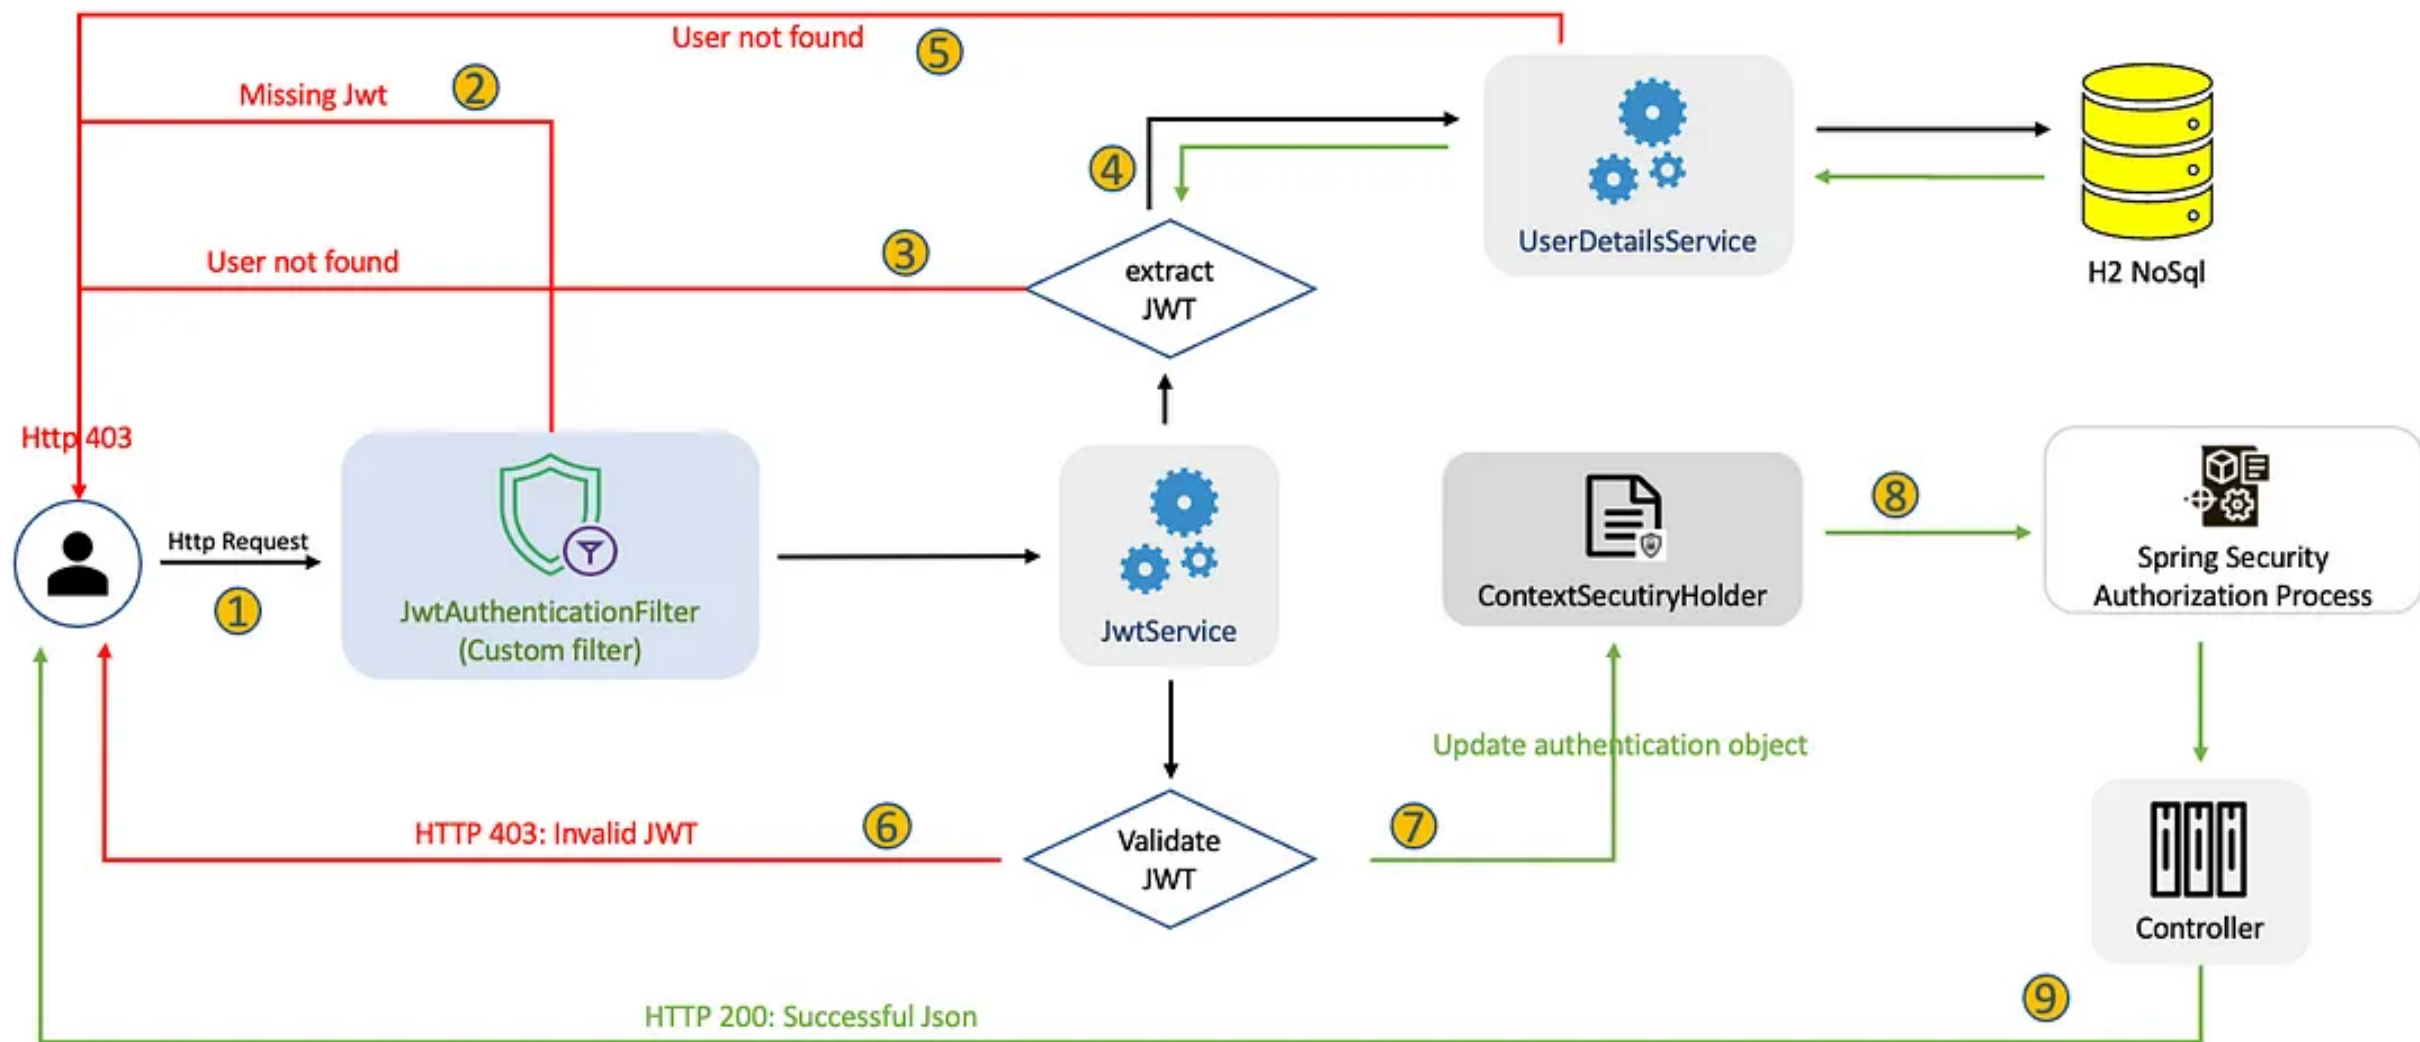 User not found
5
Missing Jwt
2
4
UserDetailsService
H2 NoSql
User not found
3
extract
JWT
Http 403
Http Request
1
JwtAuthenticationFilter
(Custom filter)
JwtService
ContextSecutiryHolder
8
Spring Security
Authorization Process
Update authentication object
HTTP 403: Invalid JWT
6
Validate
JWT
7
Controller
9
HTTP 200: Successful Json